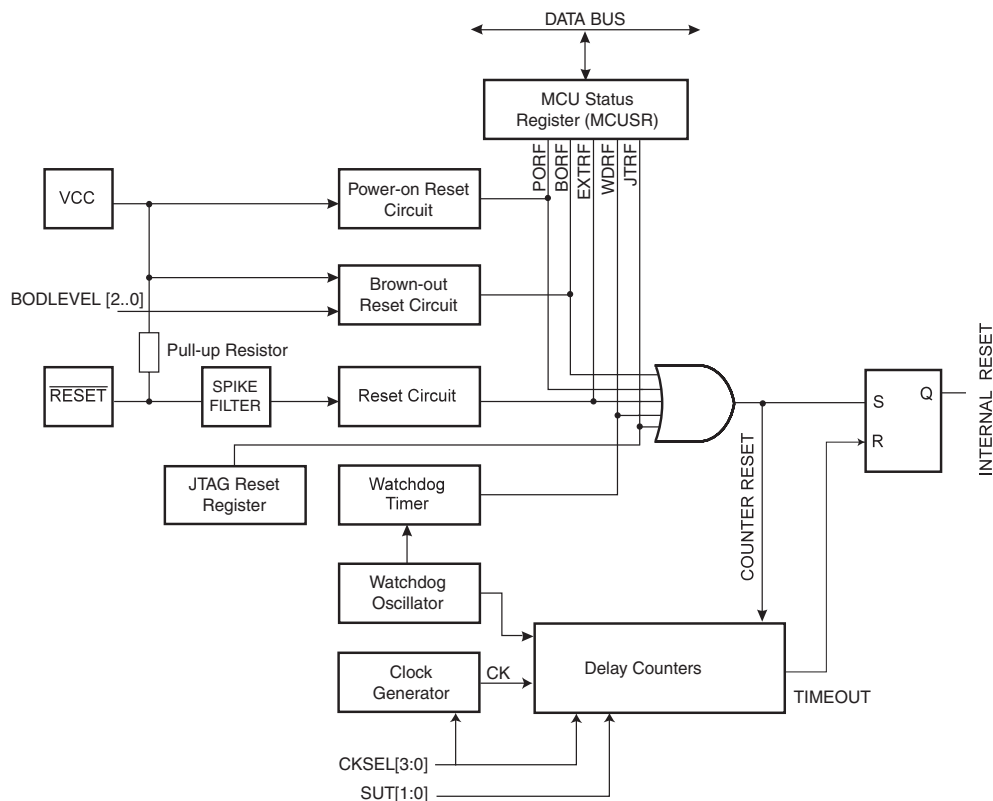 DATA BUS
MCU Status
Register (MCUSR)
PORF
BORF
EXTRF
WDRF
JTRF
VCC
Power-on Reset
Circuit
Brown-out
Reset Circuit
BODLEVEL [2..0]
Pull-up Resistor
RESET
SPIKE
FILTER
Reset Circuit
S
Q
R
INTERNAL RESET
JTAG Reset
Register
Watchdog
Timer
COUNTER RESET
Watchdog
Oscillator
Clock
Generator
CK
Delay Counters
TIMEOUT
CKSEL[3:0]
SUT[1:0]